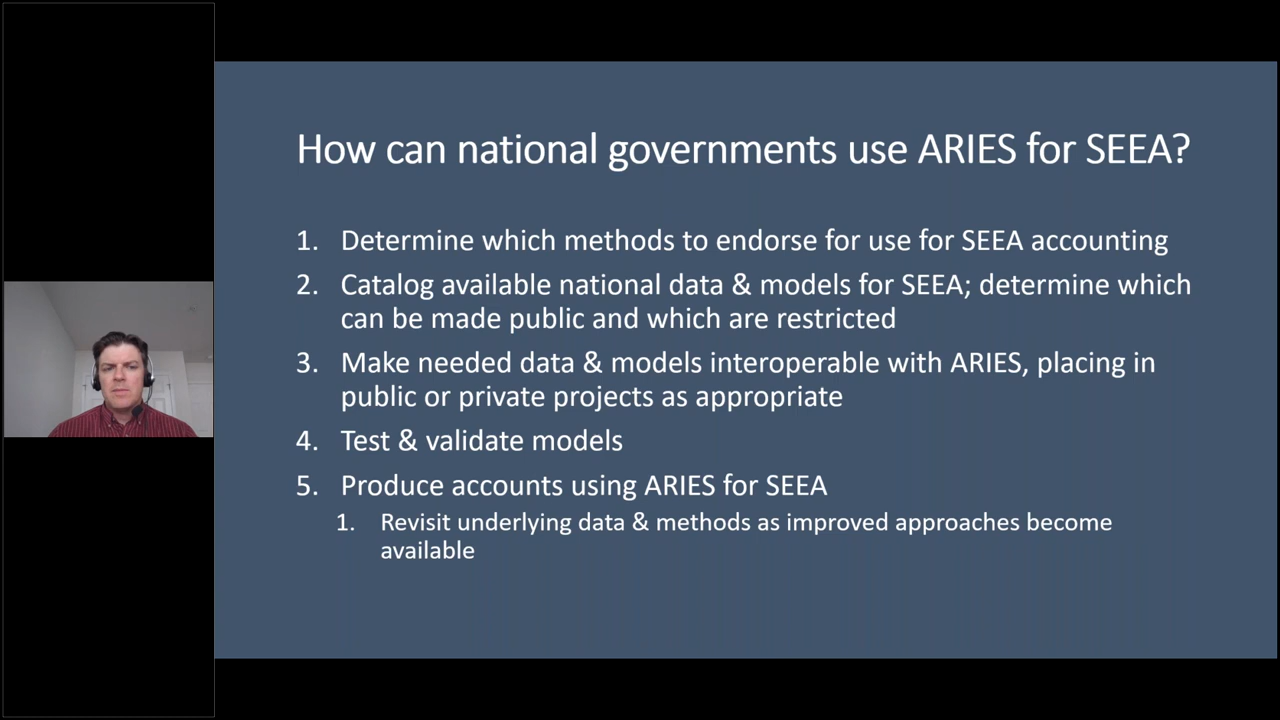 How can national governments use ARIES for SEEA?
1. Determine which methods to endorse for use for SEEA accounting
2. Catalog available national data & models for SEEA; determine which
can be made public and which are restricted
3. Make needed data & models interoperable with ARIES, placing in
public or private projects as appropriate
4. Test & validate models
5. Produce accounts using ARIES for SEEA
1. Revisit underlying data & methods as improved approaches become
available